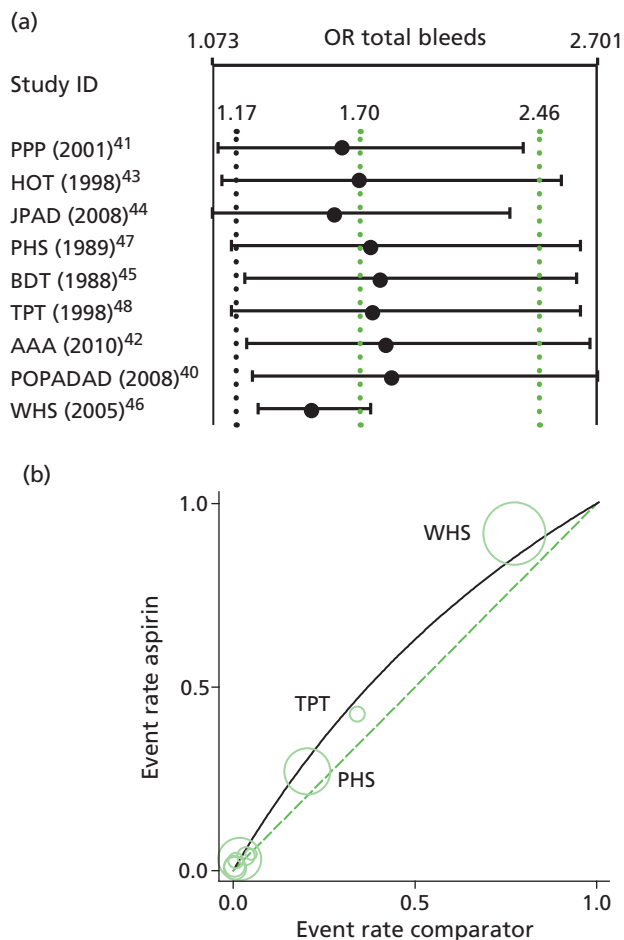 (a)
OR total bleeds
1.073 2.701
Study ID
1.17 1.70 2.46
PPP (2001)41
HOT (1998)43
JPAD (2008)44
PHS (1989)47
BDT (1988)45
TPT (1998)48
AAA (2010)42
POPADAD (2008)40
WHS (2005)46
(b)
1.0
WHS
Event rate aspirin
0.5
TPT
PHS
0.0
0.0 0.5 1.0
Event rate comparator